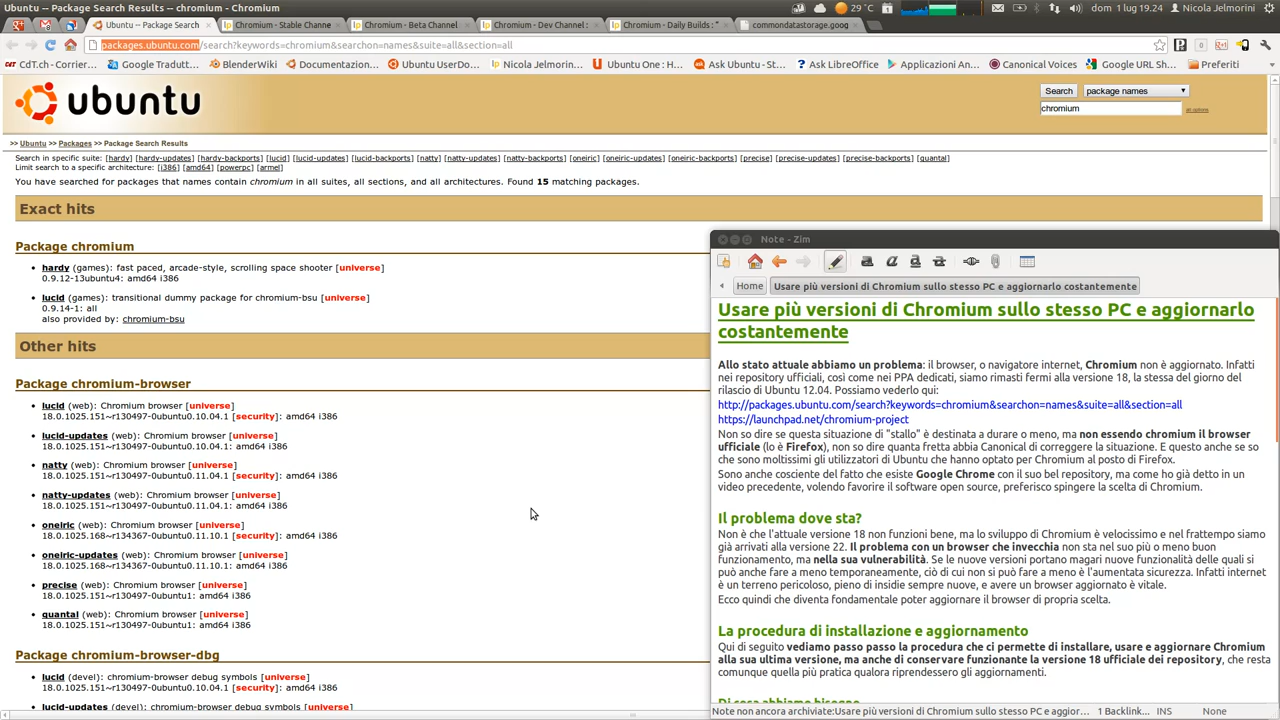 Ubuntu -- Package Search Results -- chromium - Chromium
29 °C
dom 1 luglio 19.24
Nicola Jelmorini
Ubuntu -- Package Search
Chromium - Stable Channe
Chromium - Beta Channel
Chromium - Dev Channel :
Chromium - Daily Builds : "
commondatastorage.goog
packages.ubuntu.com/search?keywords=chromium&searchon=names&suite=all&section=all
CdT.ch - Corrier...
Google Tradutt...
BlenderWiki
Documentazion...
Ubuntu UserDo...
Nicola Jelmorin...
Ubuntu One : H...
Ask Ubuntu - St...
Ask LibreOffice
Applicazioni An...
Canonical Voices
Google URL Sh...
Preferiti
ubuntu
Search
package names
chromium
all options
>> Ubuntu >> Packages >> Package Search Results
Search in specific suite: [hardy] [hardy-updates] [hardy-backports] [lucid] [lucid-updates] [lucid-backports] [natty] [natty-updates] [natty-backports] [oneiric] [oneiric-updates] [oneiric-backports] [precise] [precise-updates] [precise-backports] [quantal]
Limit search to a specific architecture: [i386] [amd64] [powerpc] [armel]
You have searched for packages that names contain chromium in all suites, all sections, and all architectures. Found 15 matching packages.
Exact hits
Package chromium
hardy (games): fast paced, arcade-style, scrolling space shooter [universe]
0.9.12-13ubuntu4: amd64 i386
lucid (games): transitional dummy package for chromium-bsu [universe]
0.9.14-1: all
also provided by: chromium-bsu
Other hits
Package chromium-browser
lucid (web): Chromium browser [universe]
18.0.1025.151~r130497-0ubuntu0.10.04.1 [security]: amd64 i386
lucid-updates (web): Chromium browser [universe]
18.0.1025.151~r130497-0ubuntu0.10.04.1: amd64 i386
natty (web): Chromium browser [universe]
18.0.1025.151~r130497-0ubuntu0.11.04.1 [security]: amd64 i386
natty-updates (web): Chromium browser [universe]
18.0.1025.151~r130497-0ubuntu0.11.04.1: amd64 i386
oneiric (web): Chromium browser [universe]
18.0.1025.168~r134367-0ubuntu0.11.10.1 [security]: amd64 i386
oneiric-updates (web): Chromium browser [universe]
18.0.1025.168~r134367-0ubuntu0.11.10.1: amd64 i386
precise (web): Chromium browser [universe]
18.0.1025.151~r130497-0ubuntu1: amd64 i386
quantal (web): Chromium browser [universe]
18.0.1025.151~r130497-0ubuntu1: amd64 i386
Package chromium-browser-dbg
lucid (devel): chromium-browser debug symbols [universe]
18.0.1025.151~r130497-0ubuntu0.10.04.1 [security]: amd64 i386
lucid-updates (devel): chromium-browser debug symbols [universe]
Note - Zim
Home
Usare più versioni di Chromium sullo stesso PC e aggiornarlo costantemente
Usare più versioni di Chromium sullo stesso PC e aggiornarlo
costantemente
Allo stato attuale abbiamo un problema: il browser, o navigatore internet, Chromium non è aggiornato. Infatti
nei repository ufficiali, così come nei PPA dedicati, siamo rimasti fermi alla versione 18, la stessa del giorno del
rilascio di Ubuntu 12.04. Possiamo vederlo qui:
http://packages.ubuntu.com/search?keywords=chromium&searchon=names&suite=all&section=all
https://launchpad.net/chromium-project
Non so dire se questa situazione di "stallo" è destinata a durare o meno, ma non essendo chromium il browser
ufficiale (lo è Firefox), non so dire quanta fretta abbia Canonical di correggere la situazione. E questo anche se so
che sono moltissimi gli utilizzatori di Ubuntu che hanno optato per Chromium al posto di Firefox.
Sono anche cosciente del fatto che esiste Google Chrome con il suo bel repository, ma come ho già detto in un
video precedente, volendo favorire il software open source, preferisco spingere la scelta di Chromium.
Il problema dove sta?
Non è che l'attuale versione 18 non funzioni bene, ma lo sviluppo di Chromium è velocissimo e nel frattempo siamo
già arrivati alla versione 22. Il problema con un browser che invecchia non sta nel suo più o meno buon
funzionamento, ma nella sua vulnerabilità. Se le nuove versioni portano magari nuove funzionalità delle quali si
può anche fare a meno temporaneamente, ciò di cui non si può fare a meno è l'aumentata sicurezza. Infatti internet
è un terreno pericoloso, pieno di insidie sempre nuove, e avere un browser aggiornato è vitale.
Ecco quindi che diventa fondamentale poter aggiornare il browser di propria scelta.
La procedura di installazione e aggiornamento
Qui di seguito vediamo passo passo la procedura che ci permette di installare, usare e aggiornare Chromium
alla sua ultima versione, ma anche di conservare funzionante la versione 18 ufficiale dei repository, che resta
comunque quella più pratica qualora riprendessero gli aggiornamenti.
Di cosa abbiamo bisogno
Note non ancora archiviate:Usare più versioni di Chromium sullo stesso PC e aggior...
1 Backlink...
INS
None